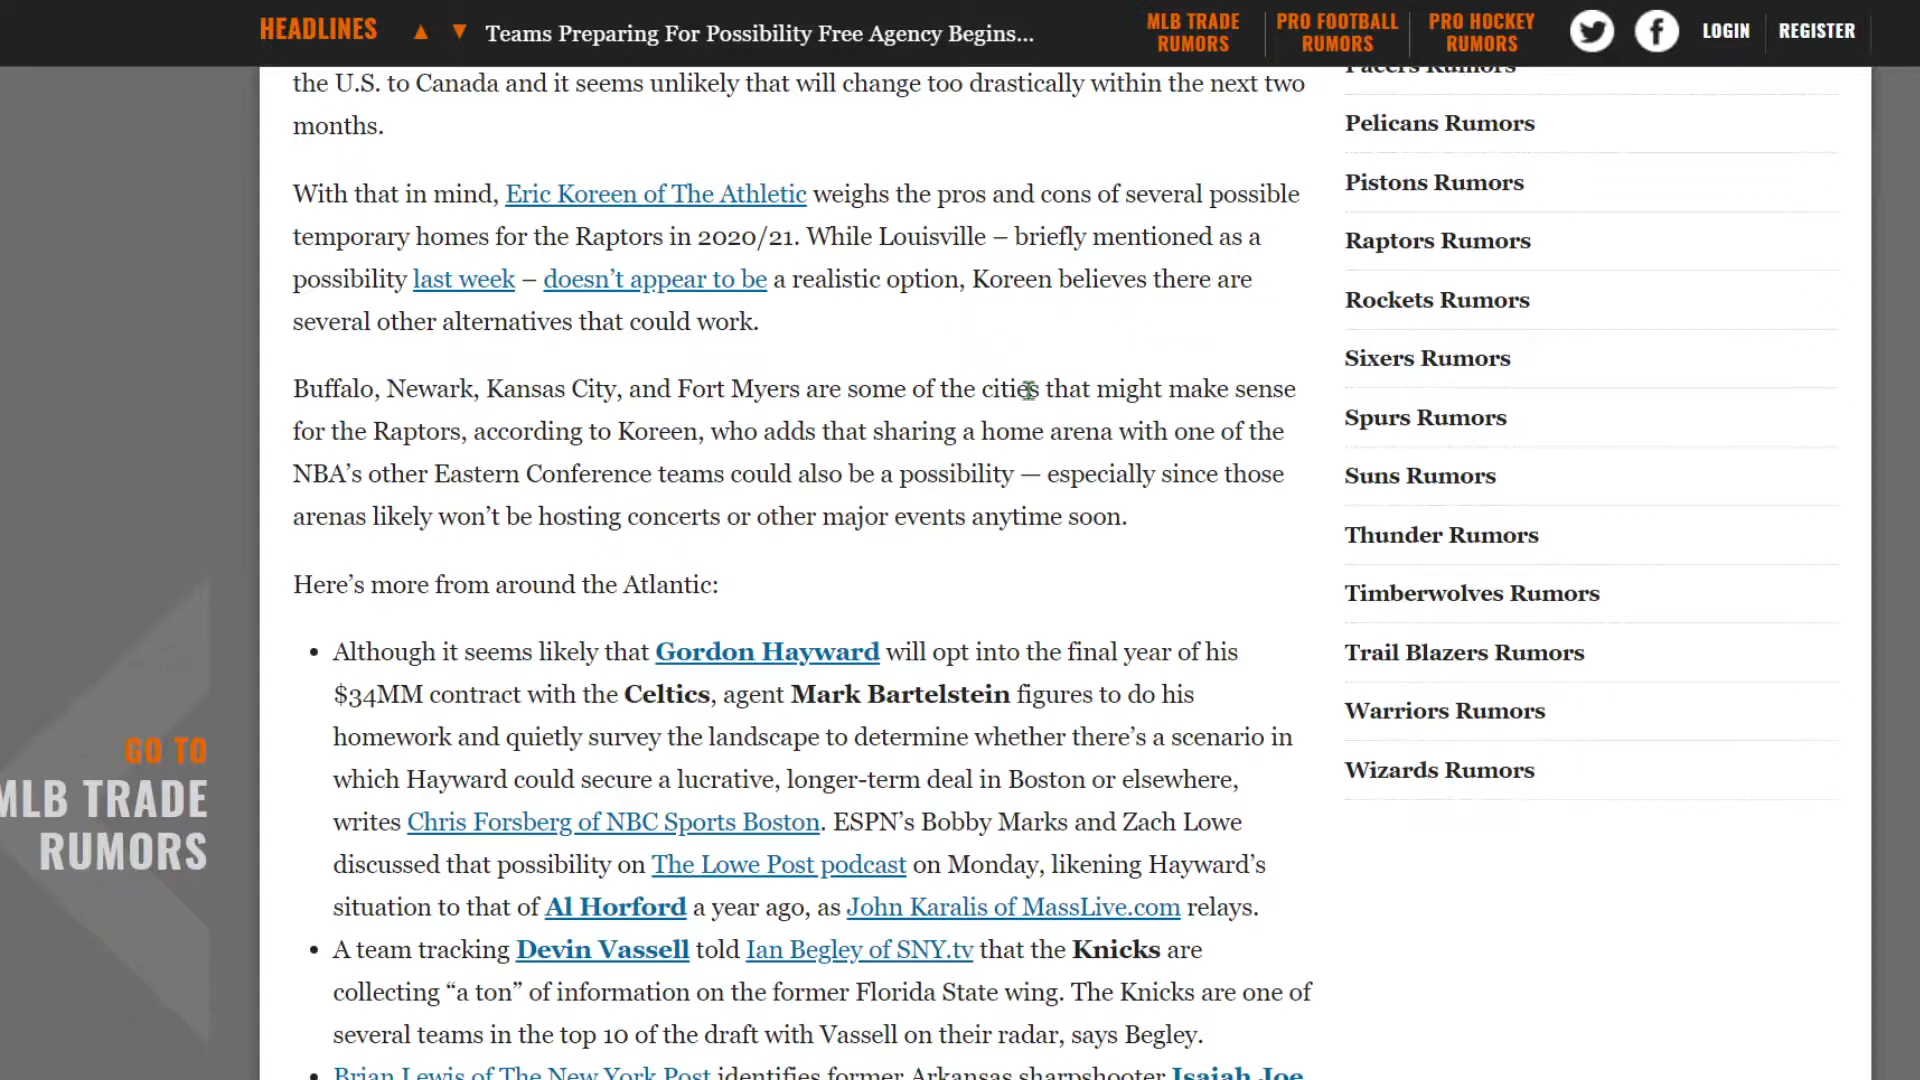 HEADLINES
Teams Preparing For Possibility Free Agency Begins...
MLB TRADE
RUMORS
PRO FOOTBALL
RUMORS
PRO HOCKEY
RUMORS
LOGIN
REGISTER
the U.S. to Canada and it seems unlikely that will change too drastically within the next two
months.
With that in mind, Eric Koreen of The Athletic weighs the pros and cons of several possible
temporary homes for the Raptors in 2020/21. While Louisville – briefly mentioned as a
possibility last week – doesn’t appear to be a realistic option, Koreen believes there are
several other alternatives that could work.
Buffalo, Newark, Kansas City, and Fort Myers are some of the cities that might make sense
for the Raptors, according to Koreen, who adds that sharing a home arena with one of the
NBA’s other Eastern Conference teams could also be a possibility — especially since those
arenas likely won’t be hosting concerts or other major events anytime soon.
Here’s more from around the Atlantic:
• Although it seems likely that Gordon Hayward will opt into the final year of his
$34MM contract with the Celtics, agent Mark Bartelstein figures to do his
homework and quietly survey the landscape to determine whether there’s a scenario in
which Hayward could secure a lucrative, longer-term deal in Boston or elsewhere,
writes Chris Forsberg of NBC Sports Boston. ESPN’s Bobby Marks and Zach Lowe
discussed that possibility on The Lowe Post podcast on Monday, likening Hayward’s
situation to that of Al Horford a year ago, as John Karalis of MassLive.com relays.
• A team tracking Devin Vassell told Ian Begley of SNY.tv that the Knicks are
collecting “a ton” of information on the former Florida State wing. The Knicks are one of
several teams in the top 10 of the draft with Vassell on their radar, says Begley.
• Brian Lewis of The New York Post identifies former Arkansas sharpshooter Isaiah Joe
Pacers Rumors
Pelicans Rumors
Pistons Rumors
Raptors Rumors
Rockets Rumors
Sixers Rumors
Spurs Rumors
Suns Rumors
Thunder Rumors
Timberwolves Rumors
Trail Blazers Rumors
Warriors Rumors
Wizards Rumors
GO TO
MLB TRADE
RUMORS